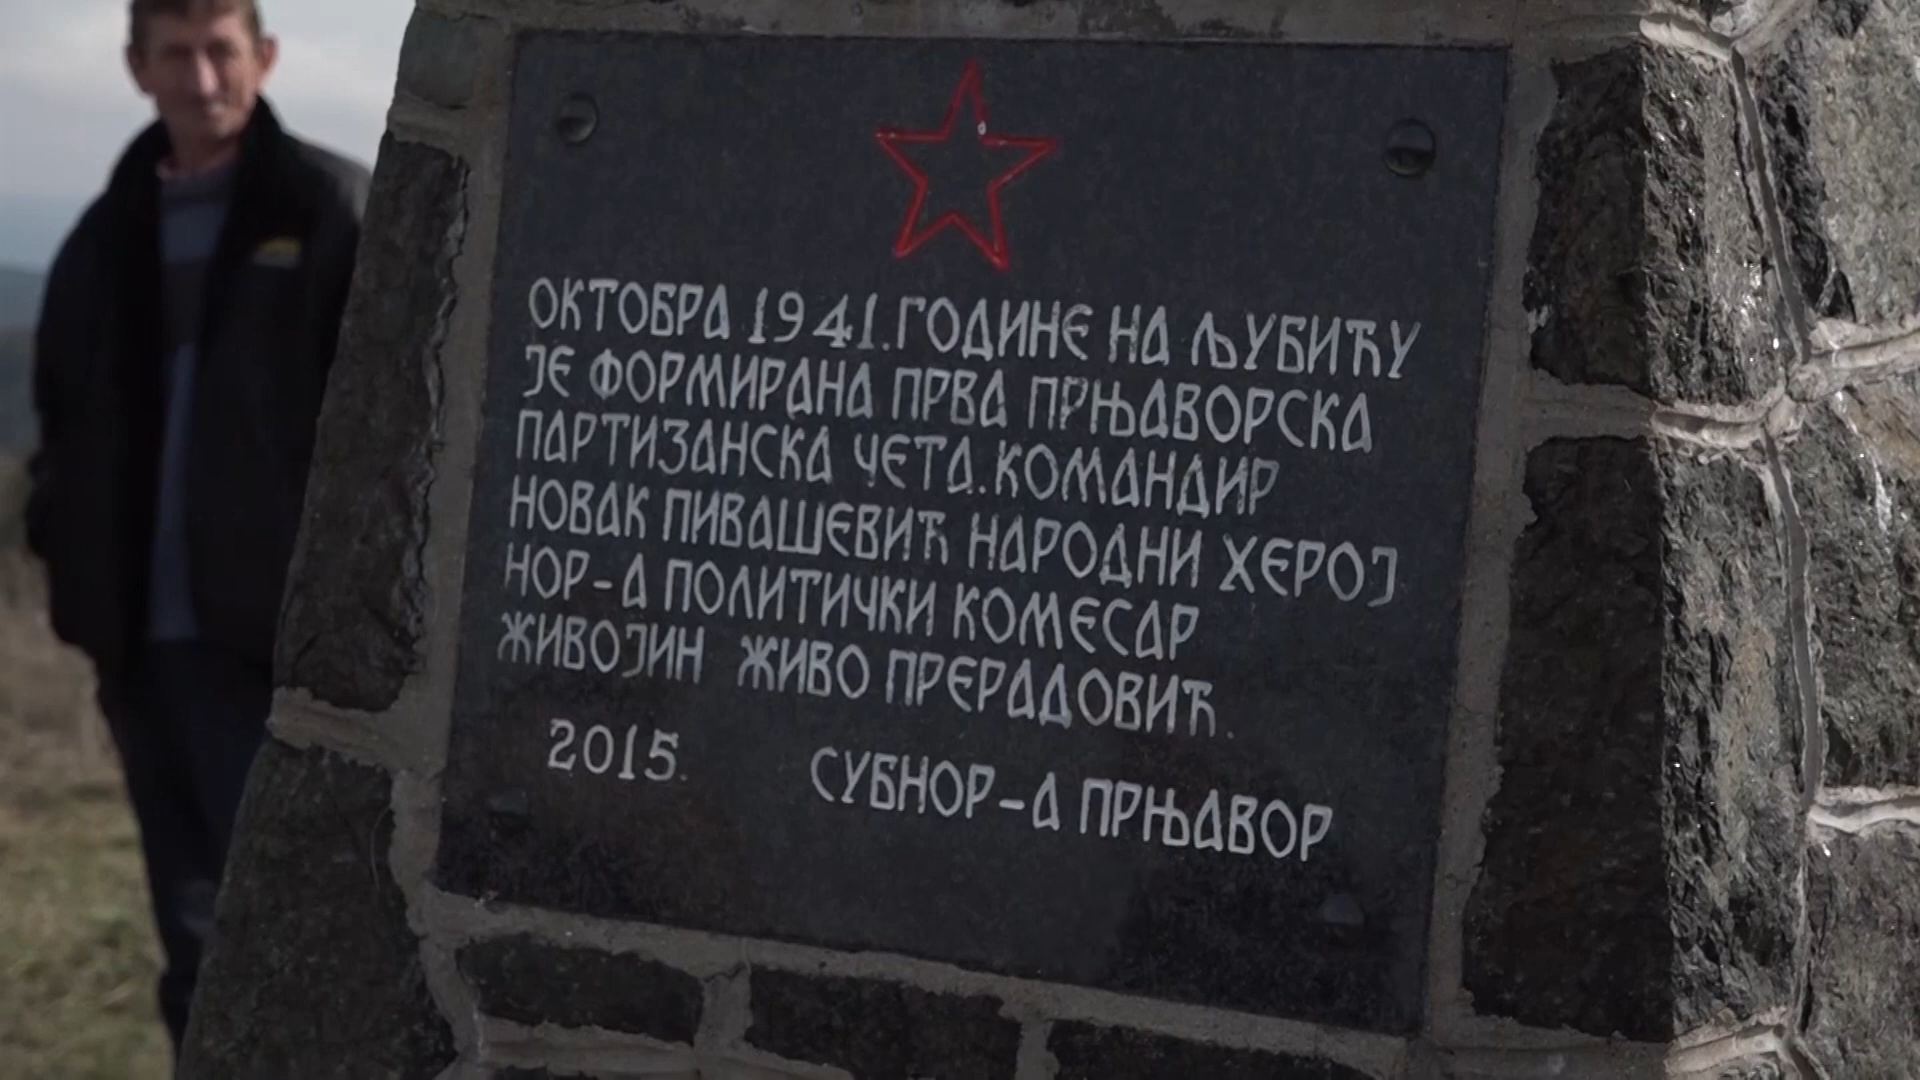 ОКТОБРА 1941. ГОДИНЕ НА ЉУБИЋУ
ЈЕ ФОРМИРАНА ПРВА ПРЊАВОРСКА
ПАРТИЗАНСКА ЧЕТА. КОМАНДИР
НОВАК ПИВАШЕВИЋ НАРОДНИ ХЕРОЈ
НОР-А ПОЛИТИЧКИ КОМЕСАР
ЖИВОЈИН ЖИВО ПРЕРАДОВИЋ.
2015. СУБНОР-А ПРЊАВОР